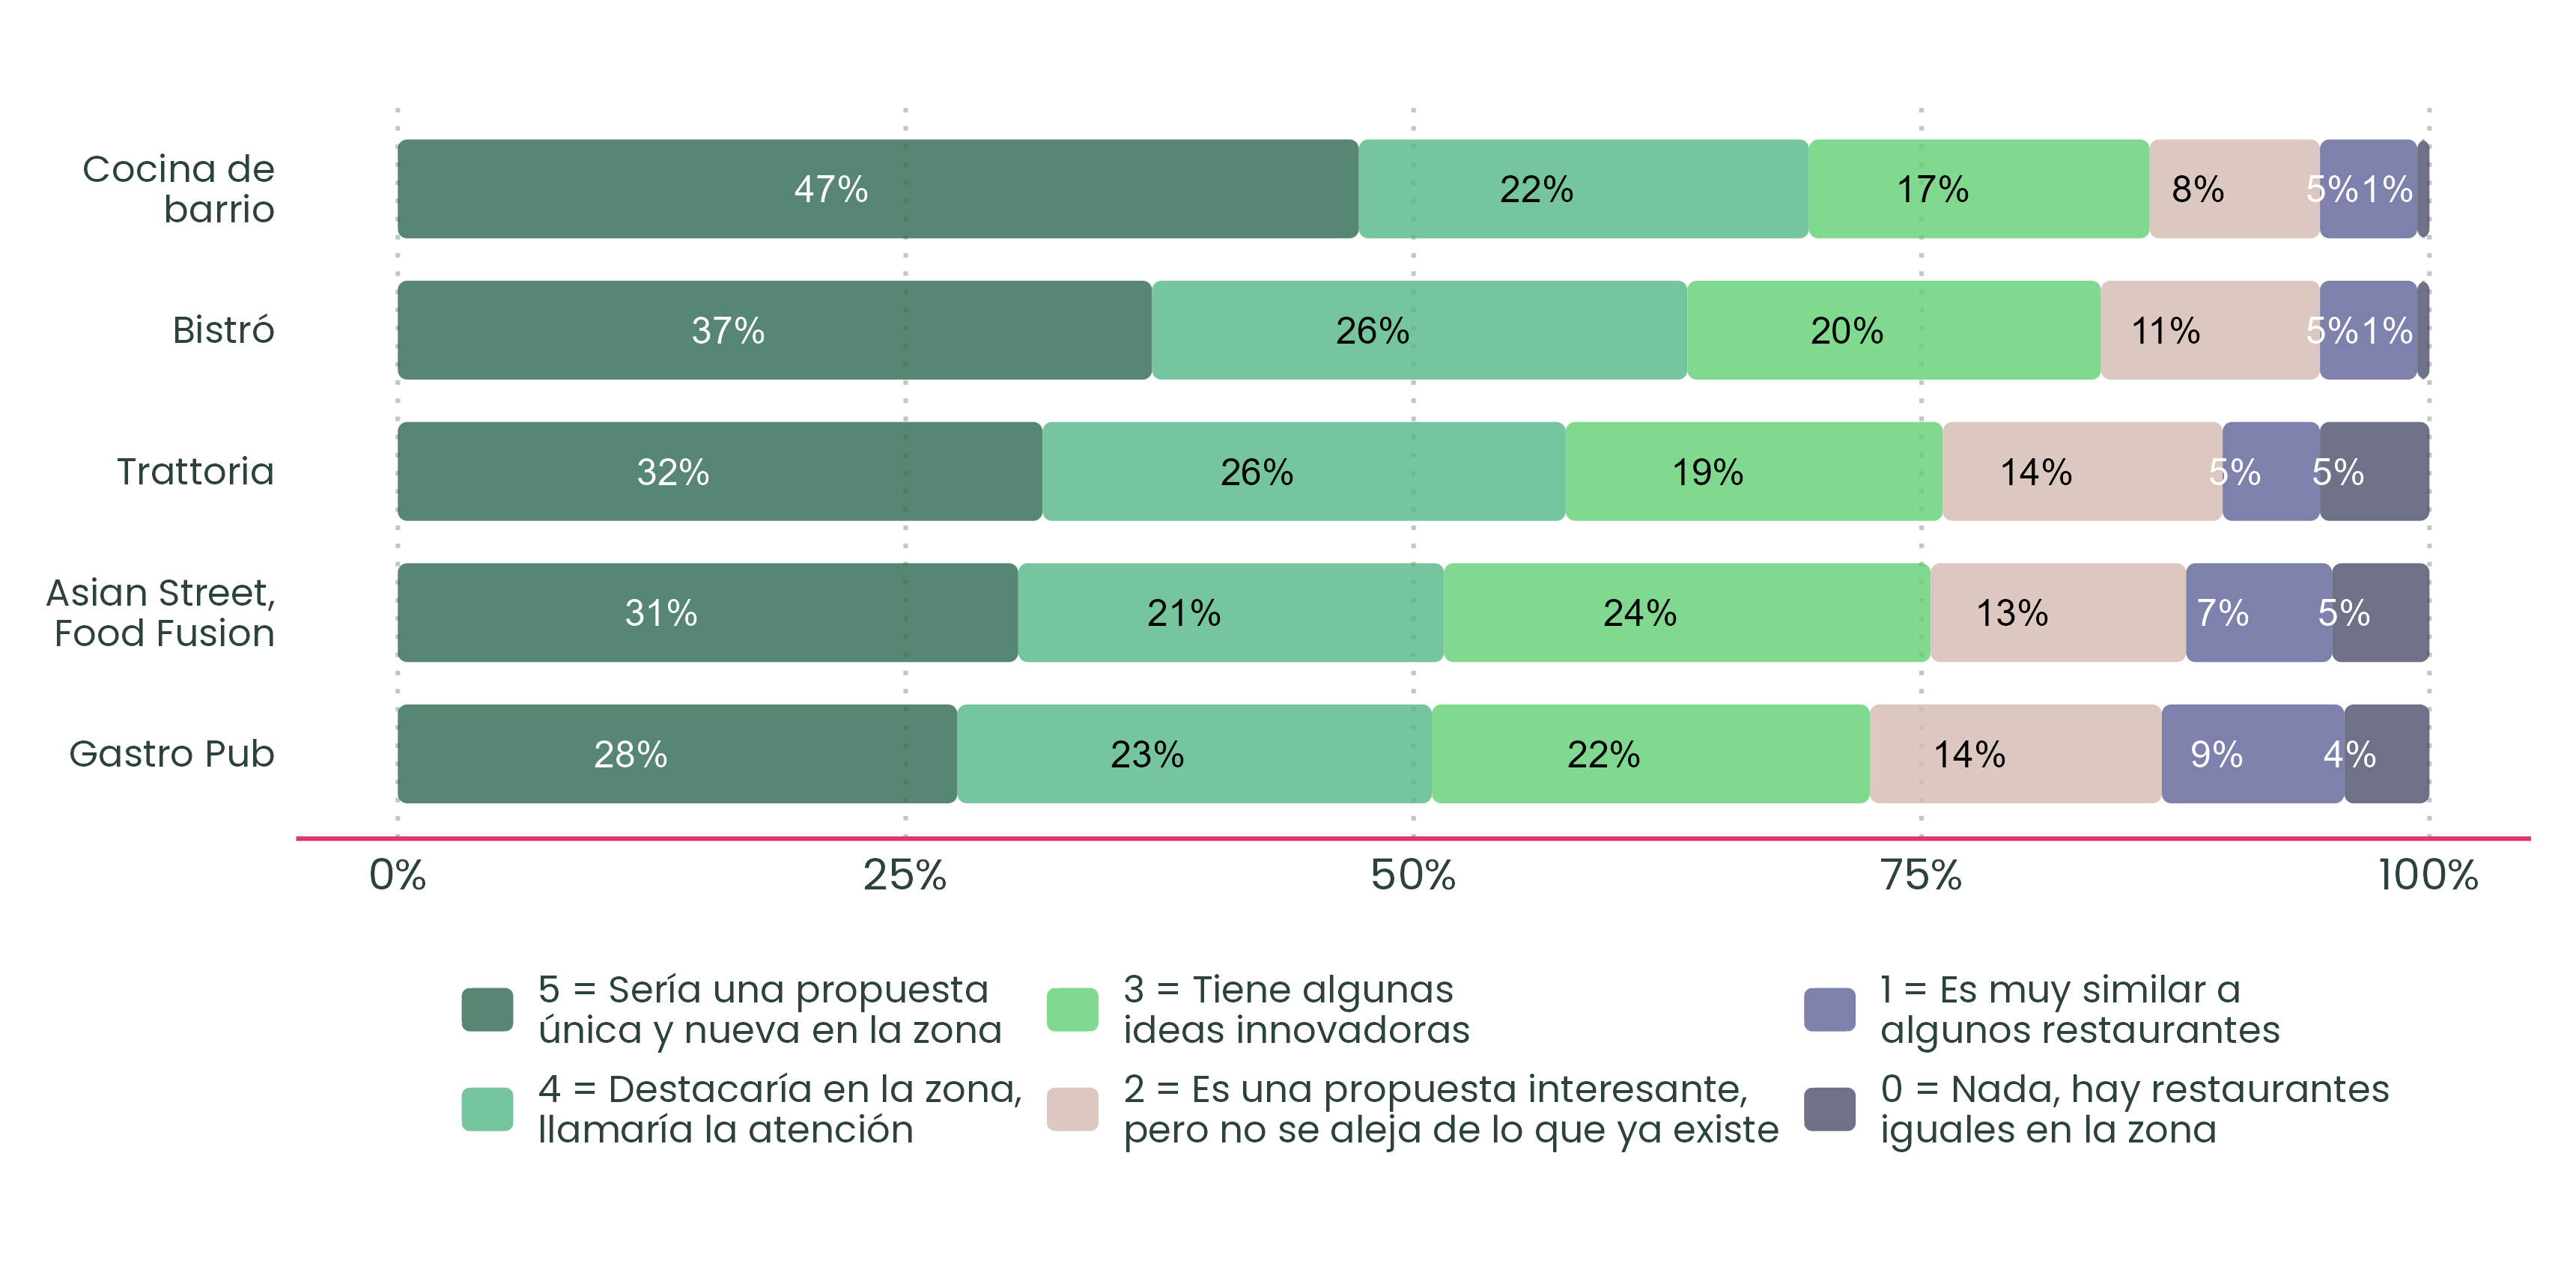 Cocina de
barrio
47% 22% 17% 8% 5% 1%
Bistró
37% 26% 20% 11% 5% 1%
Trattoria
32% 26% 19% 14% 5% 5%
Asian Street,
Food Fusion
31% 21% 24% 13% 7% 5%
Gastro Pub
28% 23% 22% 14% 9% 4%
0% 25% 50% 75% 100%
5 = Sería una propuesta
única y nueva en la zona
4 = Destacaría en la zona,
llamaría la atención
3 = Tiene algunas
ideas innovadoras
2 = Es una propuesta interesante,
pero no se aleja de lo que ya existe
1 = Es muy similar a
algunos restaurantes
0 = Nada, hay restaurantes
iguales en la zona